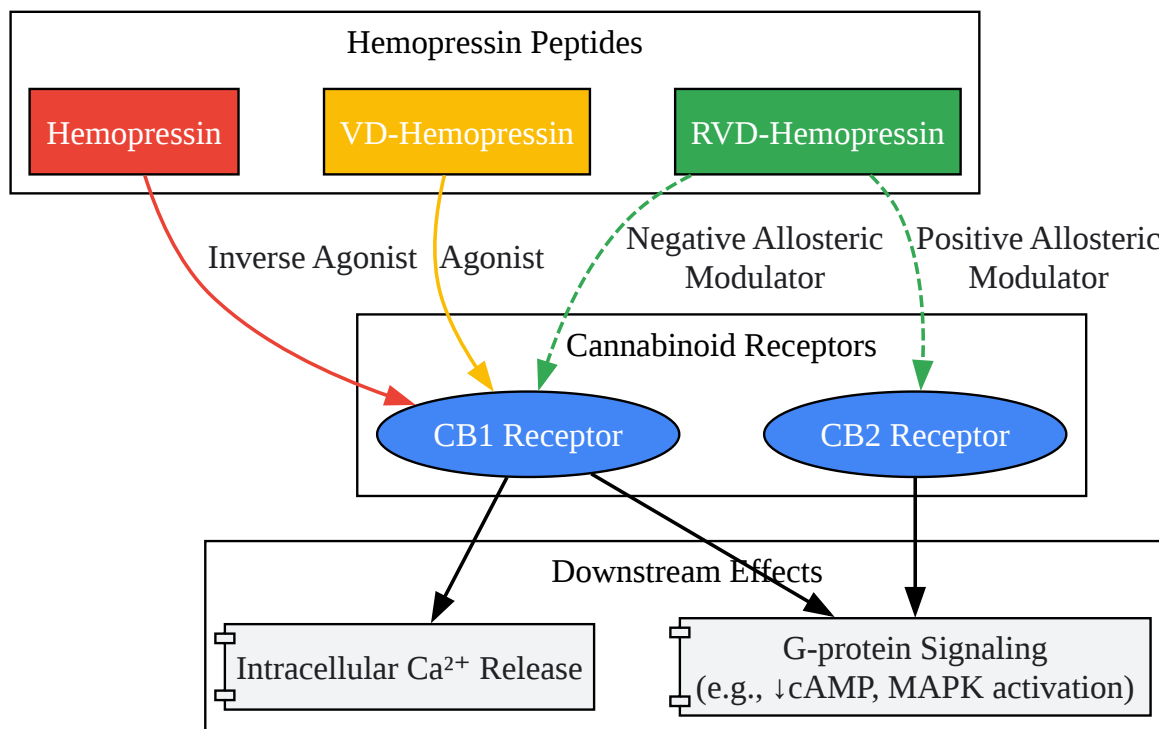 Hemopressin Peptides
Hemopressin
VD-Hemopressin
RVD-Hemopressin
Inverse Agonist
Agonist
Negative Allosteric
Modulator
Positive Allosteric
Modulator
Cannabinoid Receptors
CB1 Receptor
CB2 Receptor
Downstream Effects
Intracellular Ca²⁺ Release
G-protein Signaling
(e.g., ↓cAMP, MAPK activation)